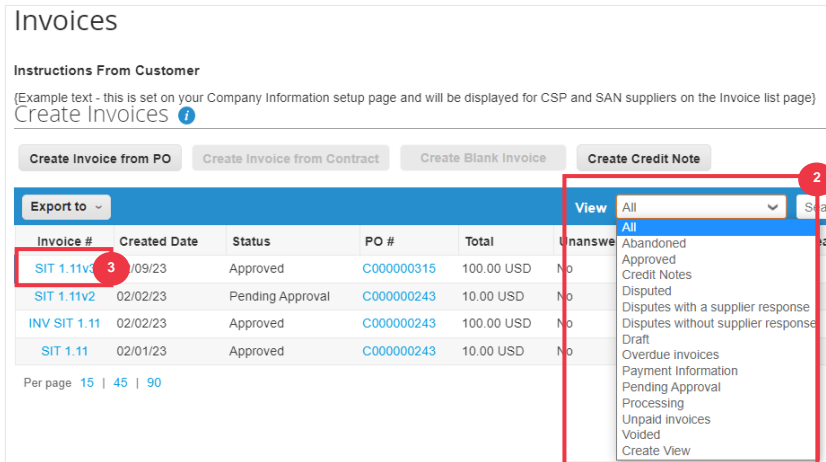 Invoices
Instructions From Customer
{Example text - this is set on your Company Information setup page and will be displayed for CSP and SAN suppliers on the Invoice list page}
Create Invoices i
Create Invoice from PO Create Invoice from Contract Create Blank Invoice Create Credit Note
2
Export to View All Sea
Invoice # Created Date Status PO # Total Unanswe All
Abandoned
SIT 1.11v3 3 /09/23 Approved C000000315 100.00 USD No Approved
Credit Notes
SIT 1.11v2 02/02/23 Pending Approval C000000243 10.00 USD No Disputed
Disputes with a supplier response
INV SIT 1.11 02/02/23 Approved C000000243 100.00 USD No Disputes without supplier response
Draft
SIT 1.11 02/01/23 Approved C000000243 10.00 USD No Overdue invoices
Payment Information
Per page 15 | 45 | 90 Pending Approval
Processing
Unpaid invoices
Voided
Create View